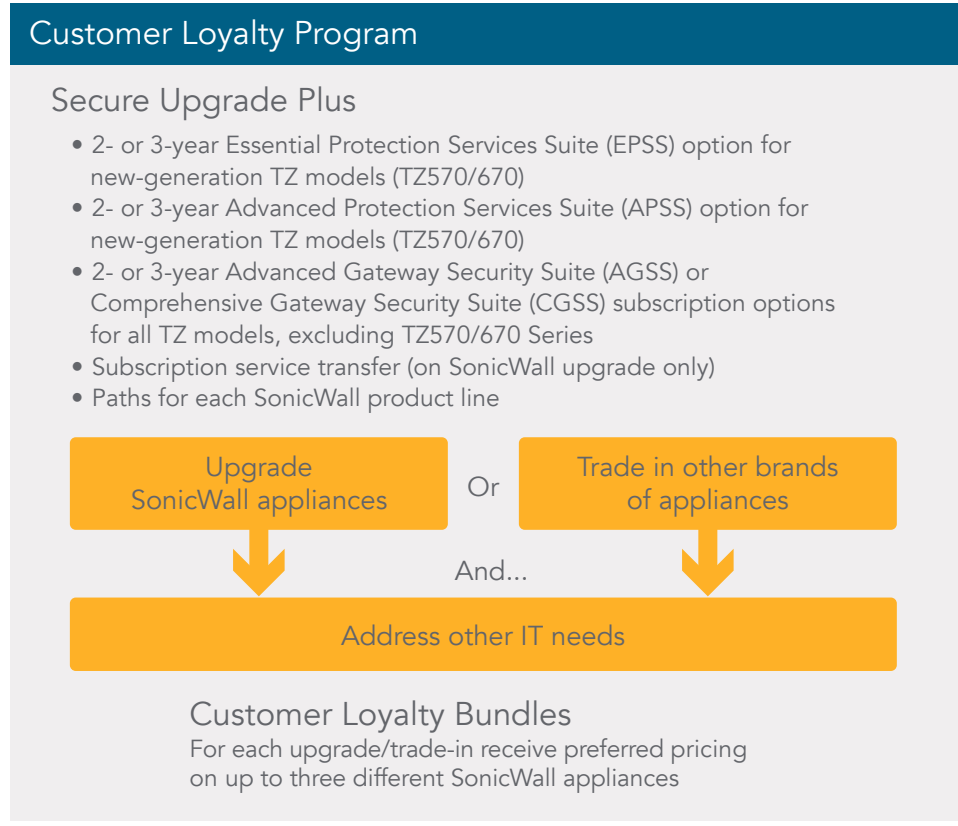 Customer Loyalty Program
Secure Upgrade Plus
• 2- or 3-year Essential Protection Services Suite (EPSS) option for
new-generation TZ models (TZ570/670)
• 2- or 3-year Advanced Protection Services Suite (APSS) option for
new-generation TZ models (TZ570/670)
• 2- or 3-year Advanced Gateway Security Suite (AGSS) or
Comprehensive Gateway Security Suite (CGSS) subscription options
for all TZ models, excluding TZ570/670 Series
• Subscription service transfer (on SonicWall upgrade only)
• Paths for each SonicWall product line
Upgrade
SonicWall appliances
Or
Trade in other brands
of appliances
And...
Address other IT needs
Customer Loyalty Bundles
For each upgrade/trade-in receive preferred pricing
on up to three different SonicWall appliances